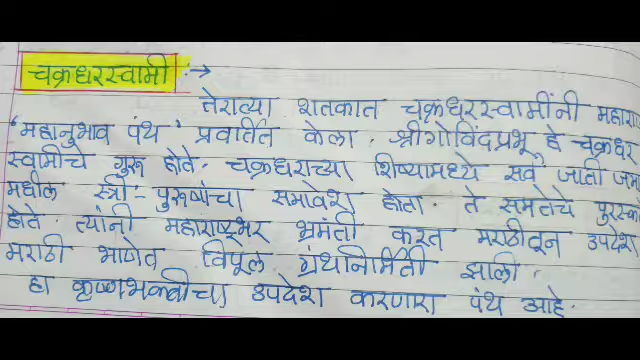 चक्रधरस्वामी :→
तेराव्या शतकात चक्रधरस्वामींनी महारा
'महानुभाव पंथ' प्रवर्तित केला. श्रीगोविंदप्रभू हे चक्रधर
स्वामीचे गुरू होते. चक्रधराच्या शिष्यामध्ये सर्व जाती जमा
मधील स्त्री - पुरूषांचा समावेश होता. ते समतेचे पुरस्क
होते. त्यांनी महाराष्ट्रभर भ्रमंती करत मराठीतून उपदेश
मराठी भाषेत विपूल ग्रंथनिर्मिती झाली.
हा कृष्णभक्तीचा उपदेश करणारा पंथ आहे.